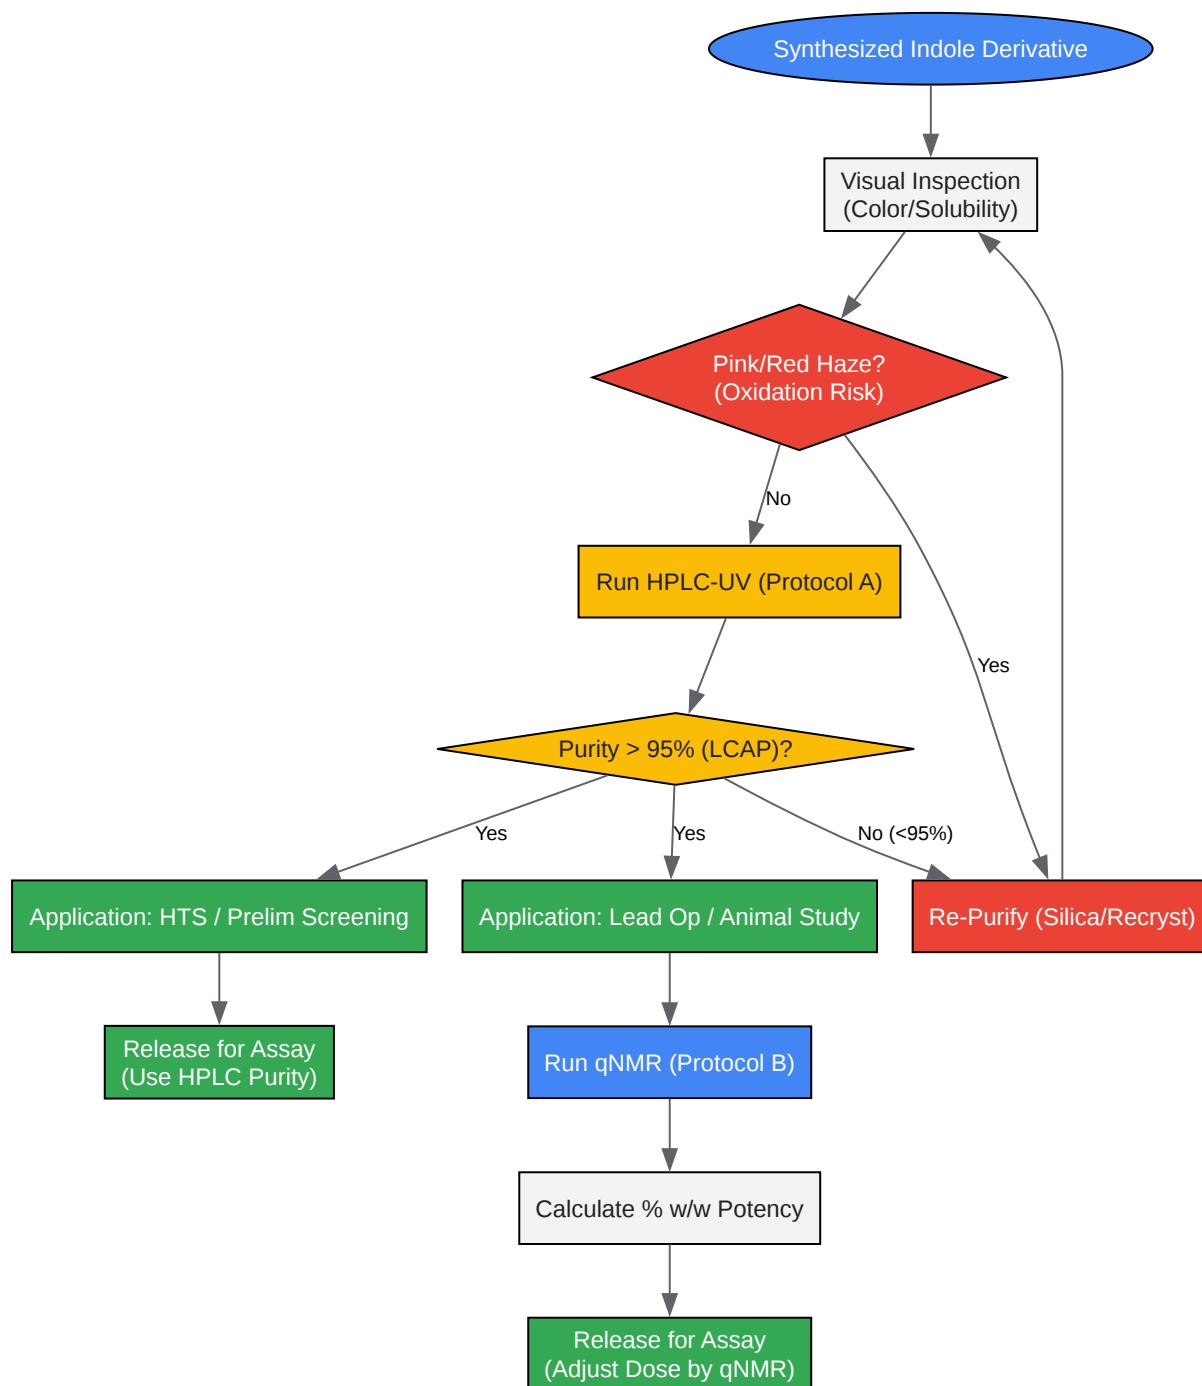 Synthesized Indole Derivative
Visual Inspection
(Color/Solubility)
Pink/Red Haze?
(Oxidation Risk)
No
Run HPLC-UV (Protocol A)
Yes
Purity > 95% (LCAP)?
Yes
Yes
No (<95%)
Application: HTS / Prelim Screening
Application: Lead Op / Animal Study
Re-Purify (Silica/Recryst)
Release for Assay
(Use HPLC Purity)
Run qNMR (Protocol B)
Calculate % w/w Potency
Release for Assay
(Adjust Dose by qNMR)